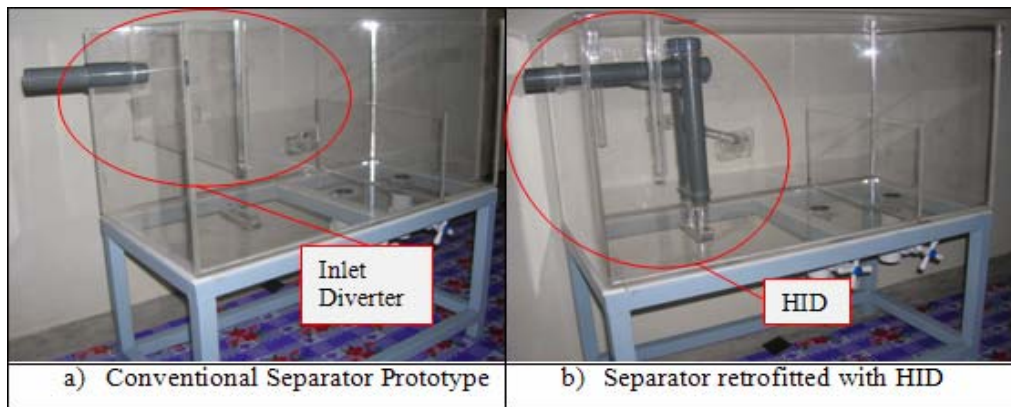 Inlet
Diverter
HID
a) Conventional Separator Prototype
b) Separator retrofitted with HID